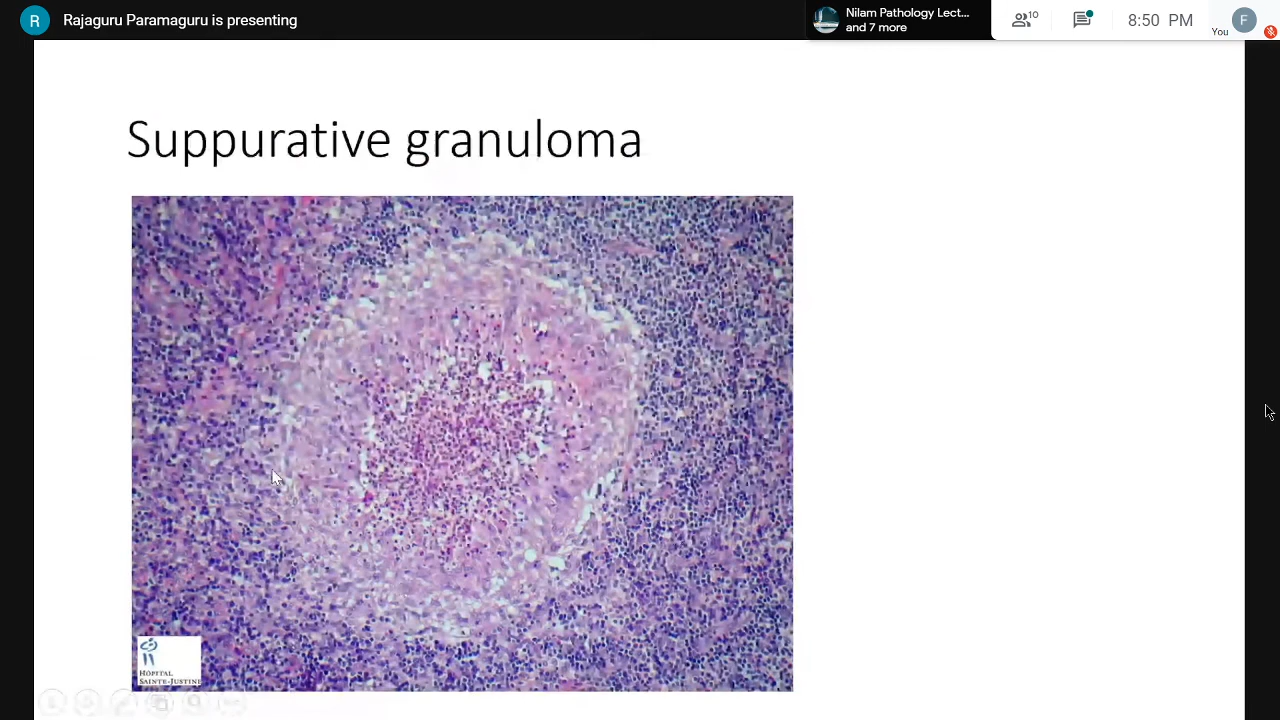 R Rajaguru Paramaguru is presenting
Nilam Pathology Lect...
and 7 more
10
8:50 PM
You
F
Suppurative granuloma
HÔPITAL
SAINTE-JUSTINE